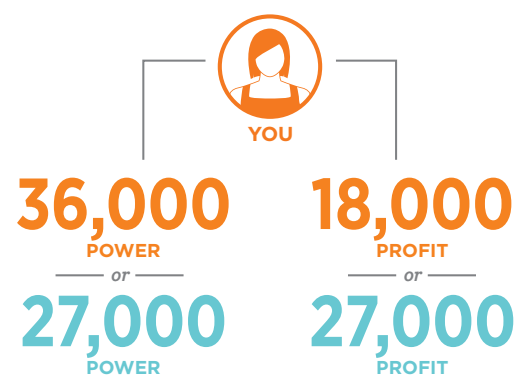 YOU
36,000 18,000
POWER PROFIT
or or
27,000 27,000
POWER PROFIT